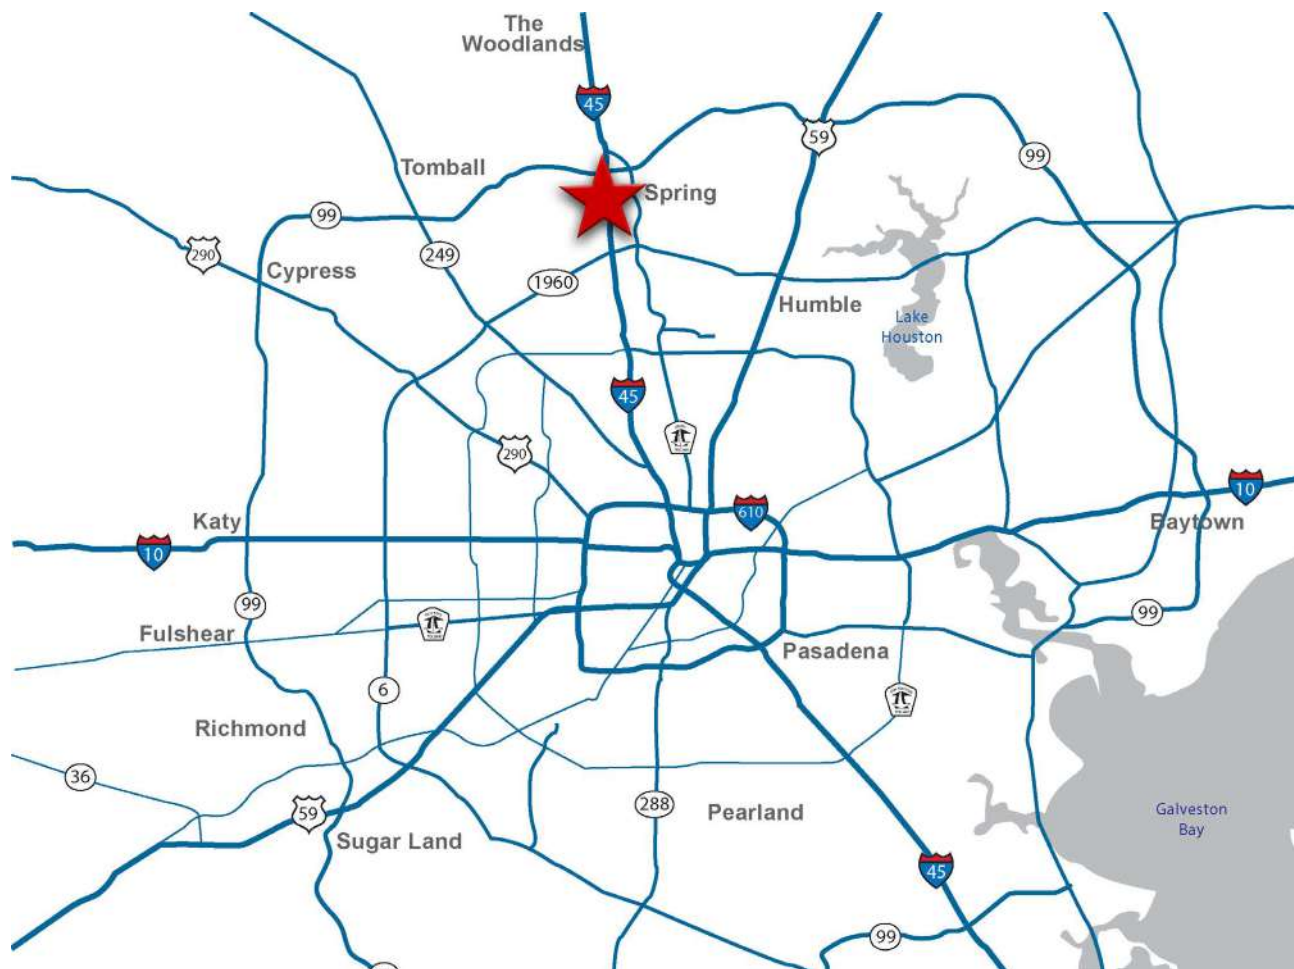 The
Woodlands
45
59
99
Tomball
Spring
99
290
249
Cypress
1960
Humble
Lake
Houston
45
290
10
610
Katy
Baytown
10
99
99
Fulshear
Pasadena
6
Richmond
36
59
288
Pearland
Galveston
Bay
Sugar Land
45
99